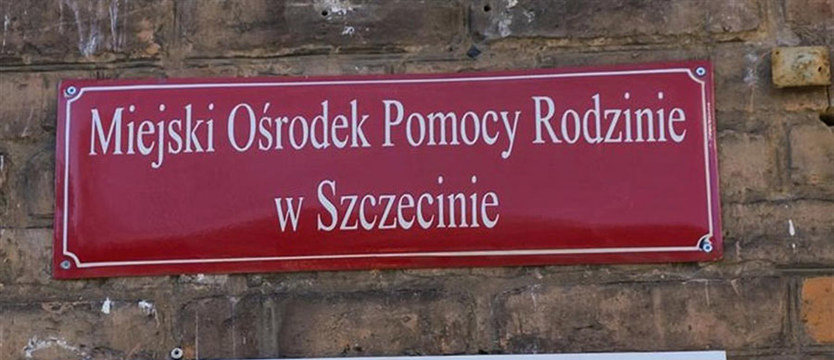 Miejski Ośrodek Pomocy Rodzinie
w Szczecinie